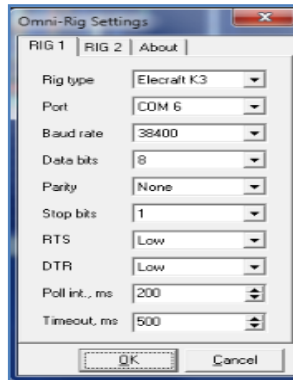 Omni-Rig Settings
RIG 1 RIG 2 About
Rig type Elecraft K3
Port COM 6
Baud rate 38400
Data bits 8
Parity None
Stop bits 1
RTS Low
DTR Low
Poll int., ms 200
Timeout, ms 500
OK Cancel